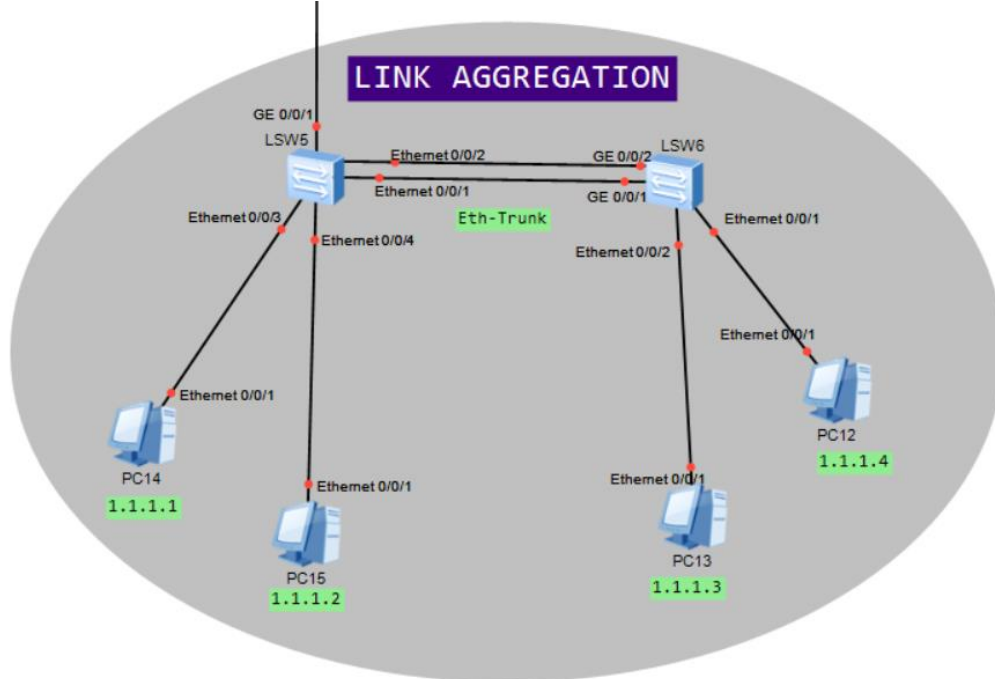 LINK AGGREGATION
GE 0/0/1
LSW5
LSW6
Ethernet 0/0/2
GE 0/0/2
Ethernet 0/0/1
GE 0/0/1
Ethernet 0/0/3
Eth-Trunk
Ethernet 0/0/1
Ethernet 0/0/4
Ethernet 0/0/2
Ethernet 0/0/1
Ethernet 0/0/1
PC12
1.1.1.4
PC14
1.1.1.1
Ethernet 0/0/1
Ethernet 0/0/1
PC13
1.1.1.3
PC15
1.1.1.2